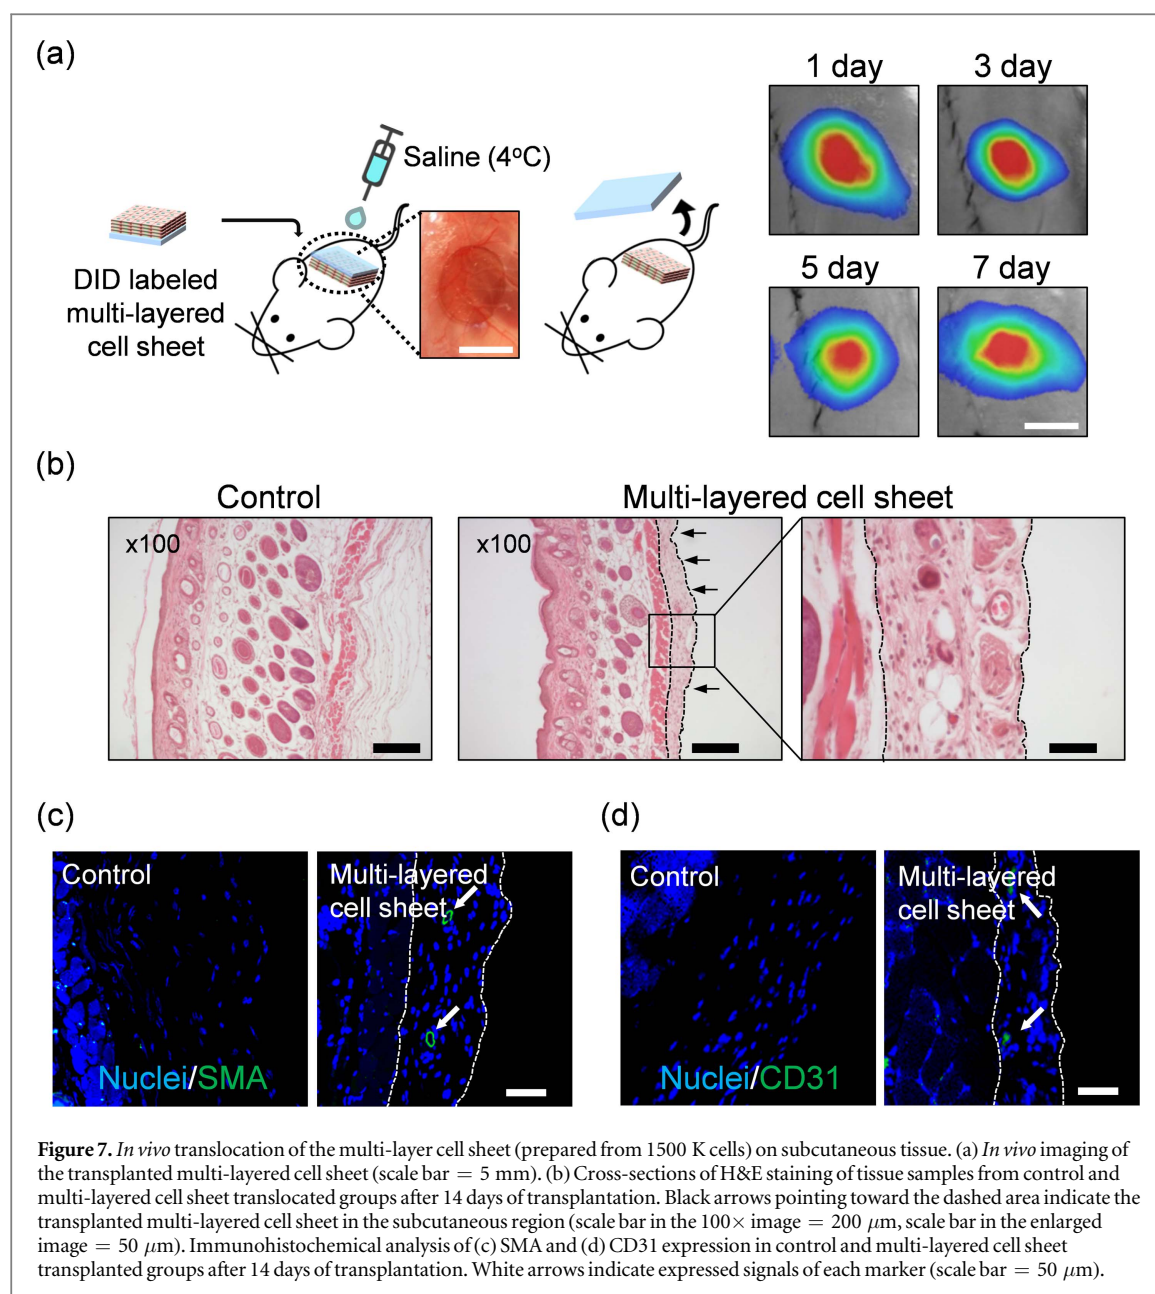 (a)
1 day
3 day
Saline (4ºC)
DID labeled
multi-layered
cell sheet
5 day
7 day
(b)
Control
Multi-layered cell sheet
x100
x100
(c)
(d)
Control
Multi-layered
cell sheet
Control
Multi-layered
cell sheet
Nuclei/SMA
Nuclei/CD31
Figure 7. In vivo translocation of the multi-layer cell sheet (prepared from 1500 K cells) on subcutaneous tissue. (a) In vivo imaging of
the transplanted multi-layered cell sheet (scale bar = 5 mm). (b) Cross-sections of H&E staining of tissue samples from control and
multi-layered cell sheet translocated groups after 14 days of transplantation. Black arrows pointing toward the dashed area indicate the
transplanted multi-layered cell sheet in the subcutaneous region (scale bar in the 100× image = 200 μm, scale bar in the enlarged
image = 50 μm). Immunohistochemical analysis of (c) SMA and (d) CD31 expression in control and multi-layered cell sheet
transplanted groups after 14 days of transplantation. White arrows indicate expressed signals of each marker (scale bar = 50 μm).